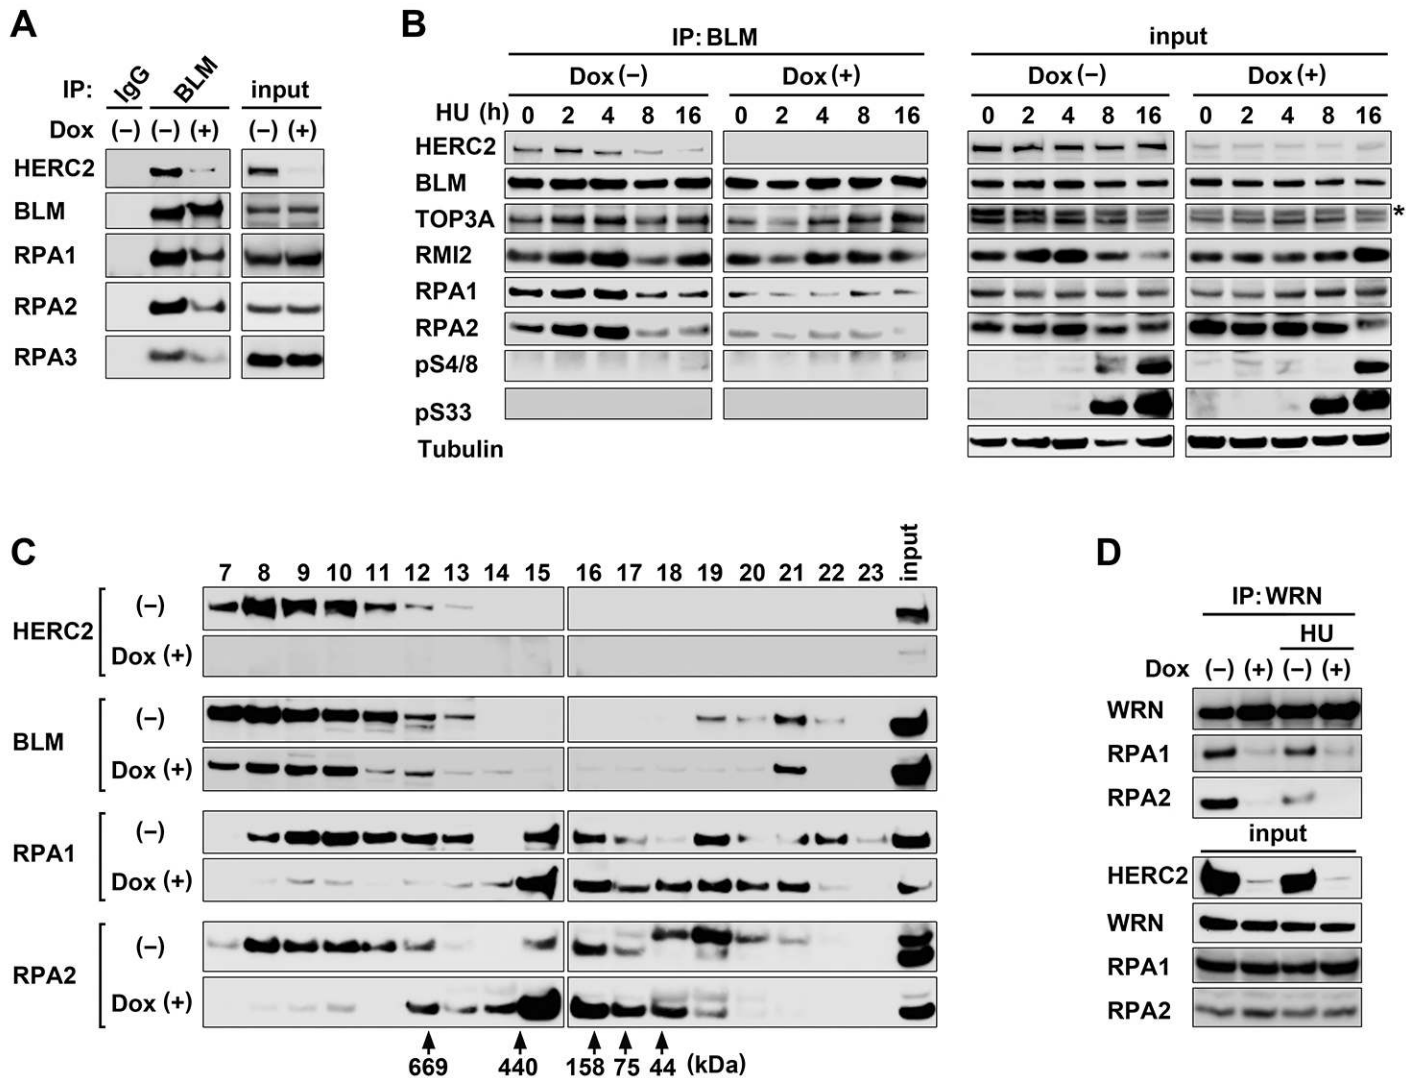 A
IP: IgG BLM input
Dox (–) (–) (+) (–) (+)
HERC2
BLM
RPA1
RPA2
RPA3
B
IP: BLM input
Dox (–) Dox (+) Dox (–) Dox (+)
HU (h) 0 2 4 8 16 0 2 4 8 16 0 2 4 8 16 0 2 4 8 16
HERC2
BLM
TOP3A *
RMI2
RPA1
RPA2
pS4/8
pS33
Tubulin
C
7 8 9 10 11 12 13 14 15 16 17 18 19 20 21 22 23 input
HERC2 (–)
Dox (+)
BLM (–)
Dox (+)
RPA1 (–)
Dox (+)
RPA2 (–)
Dox (+)
669 440 158 75 44 (kDa)
D
IP: WRN
HU
Dox (–) (+) (–) (+)
WRN
RPA1
RPA2
input
HERC2
WRN
RPA1
RPA2